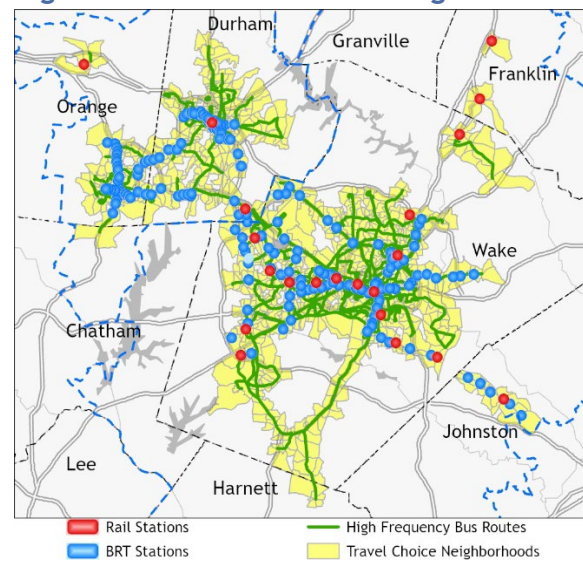 Durham
Granville
Franklin
Orange
Wake
Chatham
Johnston
Lee
Harnett
Rail Stations
High Frequency Bus Routes
BRT Stations
Travel Choice Neighborhoods